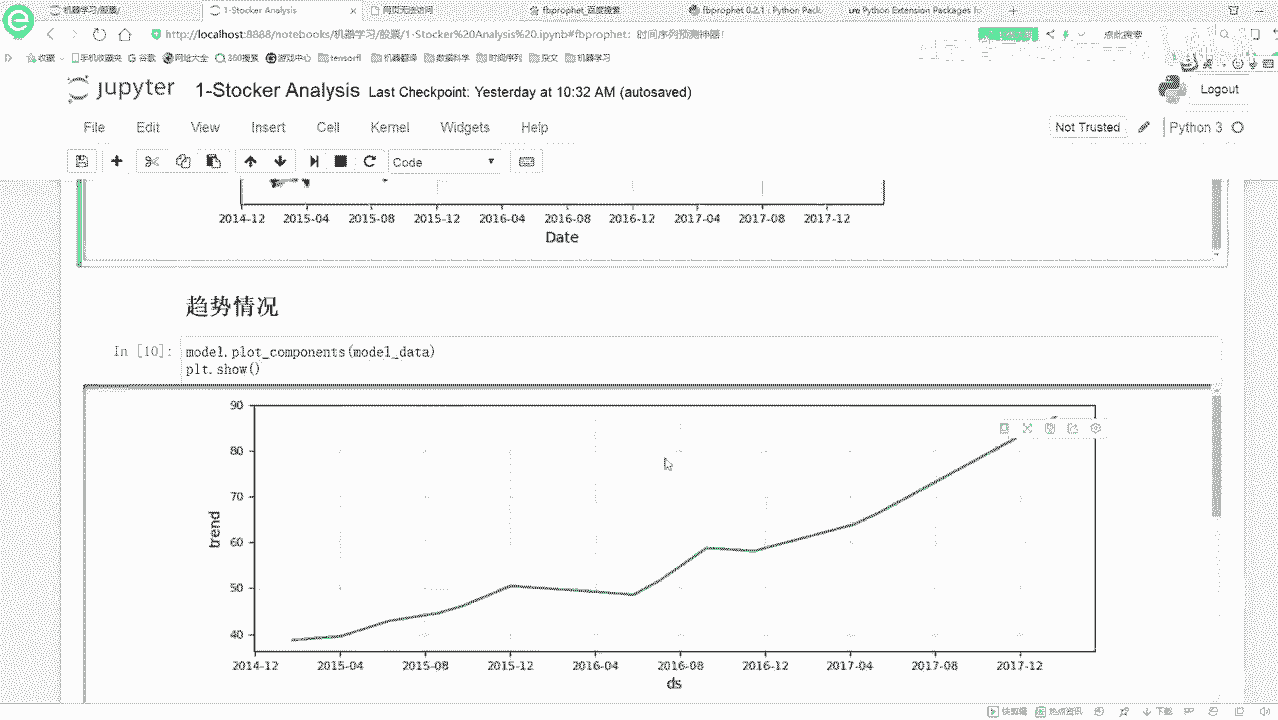 机器学习/股票/
1-Stocker Analysis
网页无法访问
fbprophet_百度搜索
fbprophet 0.2.1 : Python Pack
Python Extension Packages fo
http://localhost:8888/notebooks/机器学习/股票/1-Stocker%20Analysis%20.ipynb#fbprophet：时间序列预测神器！
点此搜索
收藏
手机收藏夹
谷歌
网址大全
360搜索
游戏中心
tensorfl
机器翻译
数据科学
时间序列
杂文
机器学习
jupyter
1-Stocker Analysis
Last Checkpoint: Yesterday at 10:32 AM (autosaved)
Logout
File
Edit
View
Insert
Cell
Kernel
Widgets
Help
Not Trusted
Python 3
Code
2014-12
2015-04
2015-08
2015-12
2016-04
2016-08
2016-12
2017-04
2017-08
2017-12
Date
趋势情况
In [10]:
model.plot_components(model_data)
plt.show()
90
80
70
60
50
40
trend
2014-12
2015-04
2015-08
2015-12
2016-04
2016-08
2016-12
2017-04
2017-08
2017-12
ds
快剪辑
热点资讯
下载